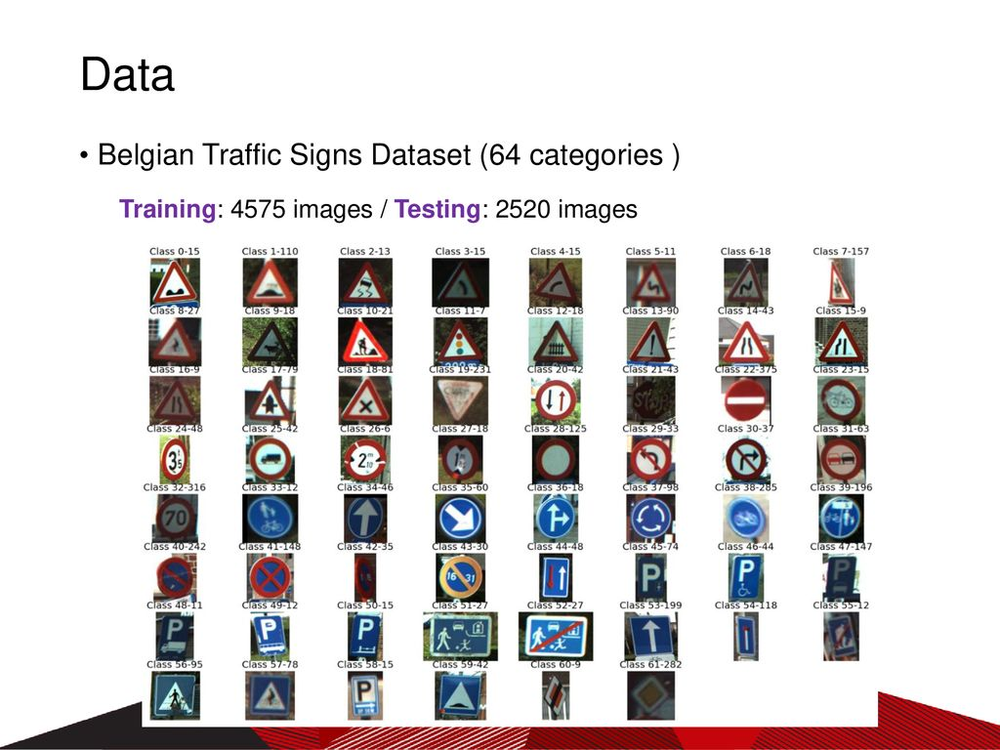 Data
• Belgian Traffic Signs Dataset (64 categories )
Training: 4575 images / Testing: 2520 images
Class 0-15 Class 1-110 Class 2-13 Class 3-15 Class 4-15 Class 5-11 Class 6-18 Class 7-157
Class 8-27 Class 9-18 Class 10-21 Class 11-7 Class 12-18 Class 13-90 Class 14-43 Class 15-9
Class 16-9 Class 17-79 Class 18-81 Class 19-231 Class 20-42 Class 21-43 Class 22-375 Class 23-15
STOP
Class 24-48 Class 25-42 Class 26-6 Class 27-18 Class 28-125 Class 29-33 Class 30-37 Class 31-63
Class 32-316 Class 33-12 Class 34-46 Class 35-60 Class 36-18 Class 37-98 Class 38-285 Class 39-196
70
Class 40-242 Class 41-148 Class 42-35 Class 43-30 Class 44-48 Class 45-74 Class 46-44 Class 47-147
16 31 P P P
Class 48-11 Class 49-12 Class 50-15 Class 51-27 Class 52-27 Class 53-199 Class 54-118 Class 55-12
P P P
Class 56-95 Class 57-78 Class 58-15 Class 59-42 Class 60-9 Class 61-282
P